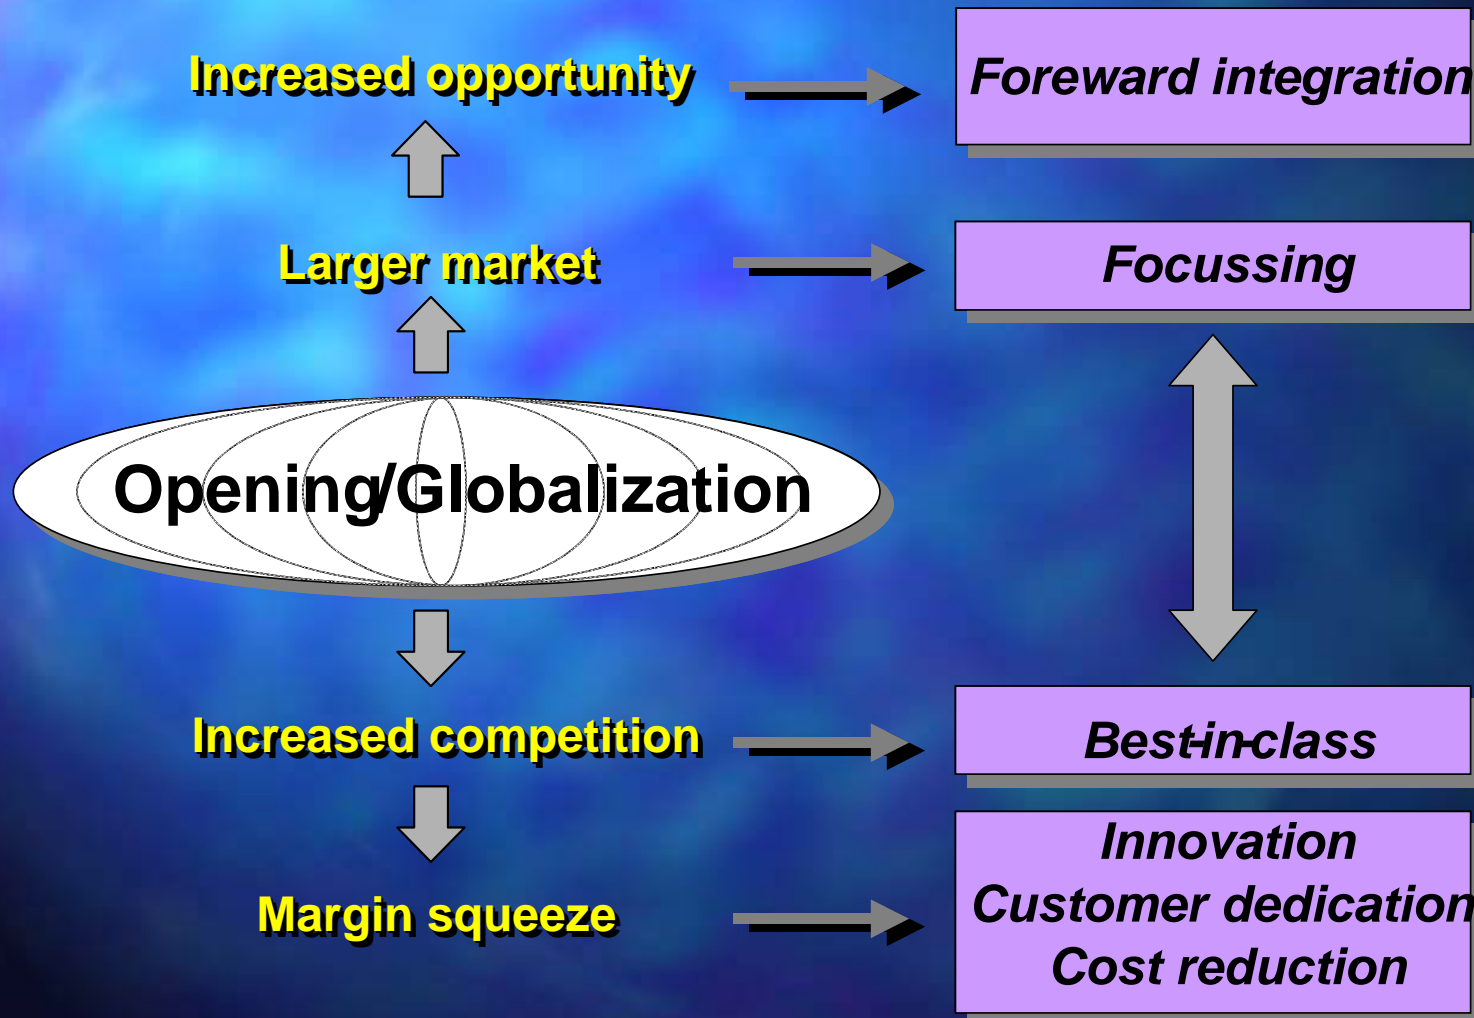 Increased opportunity
Foreward integration
Larger market
Focussing
Opening/Globalization
Increased competition
Best-in-class
Margin squeeze
Innovation
Customer dedication
Cost reduction